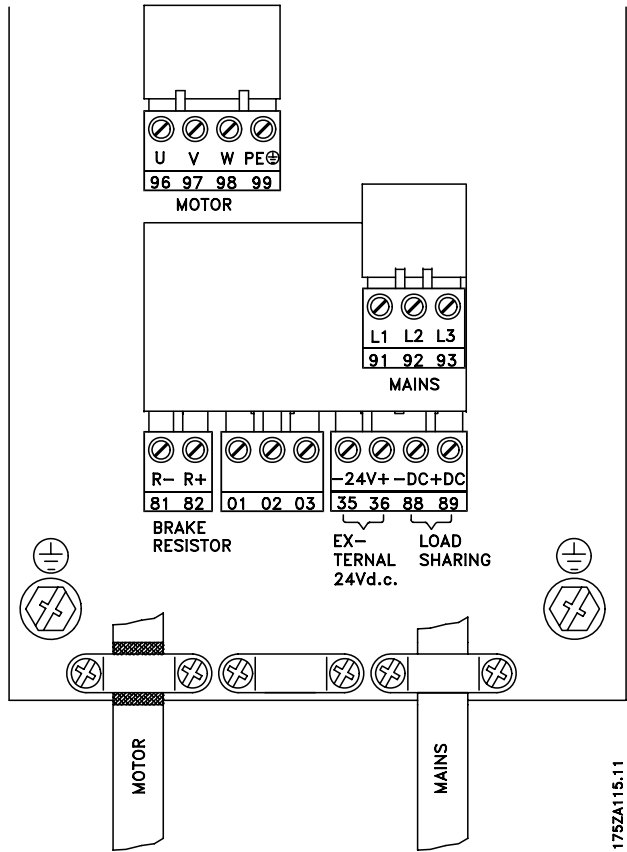 U V W PE
96 97 98 99
MOTOR
L1 L2 L3
91 92 93
MAINS
R- R+
81 82
BRAKE
RESISTOR
01 02 03
-24V+ -DC+DC
35 36 88 89
EX-
TERNAL
24Vd.c.
LOAD
SHARING
MOTOR
MAINS
175ZA115.11